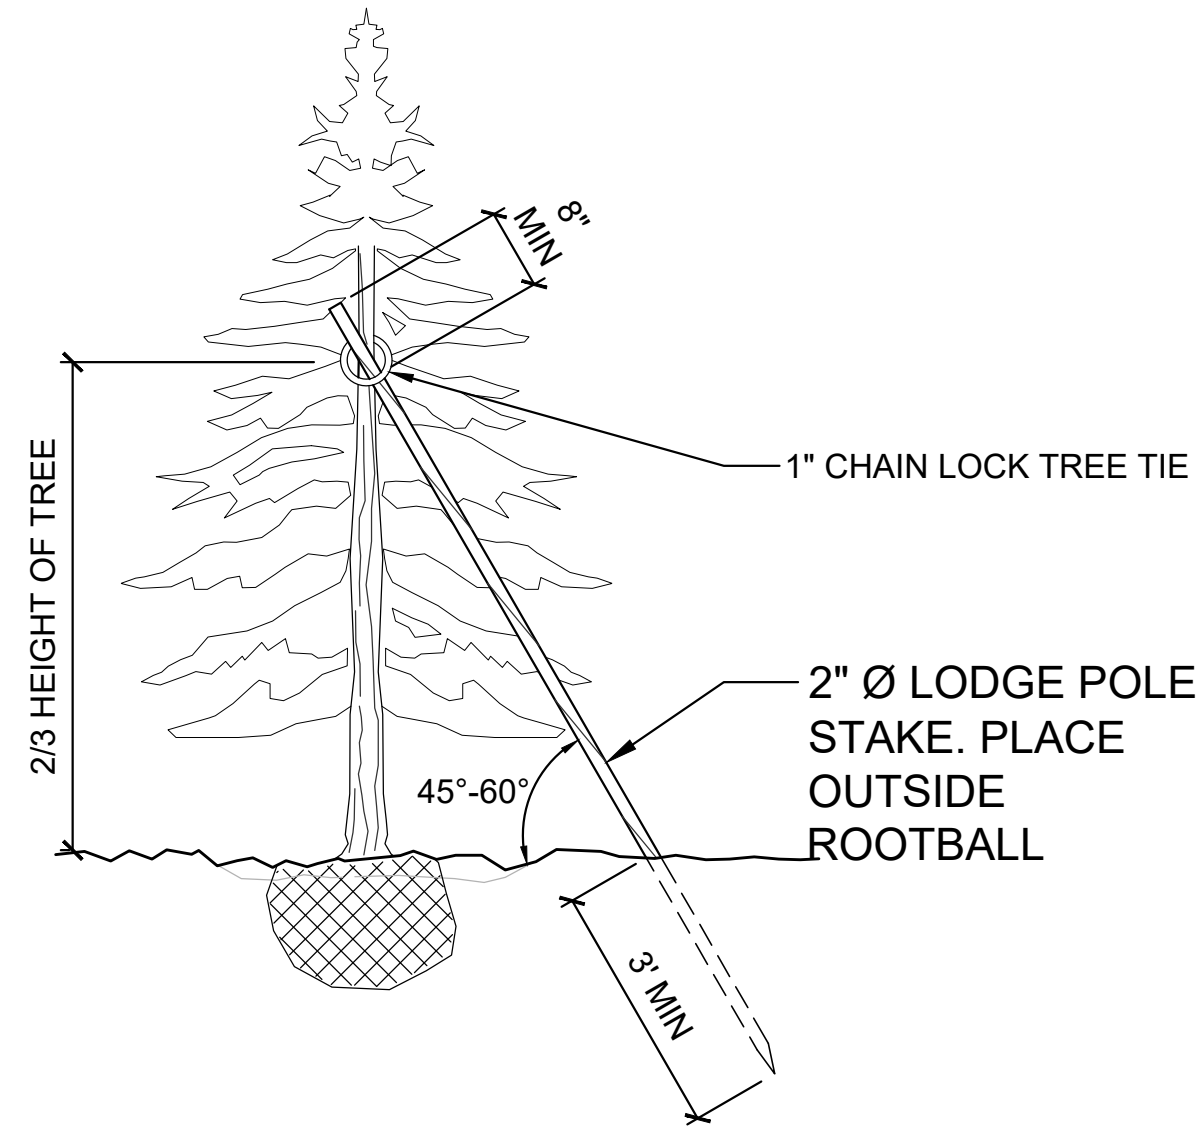 8"
MIN
1" CHAIN LOCK TREE TIE
2/3 HEIGHT OF TREE
2" Ø LODGE POLE
STAKE. PLACE
OUTSIDE
ROOTBALL
45°-60°
3' MIN